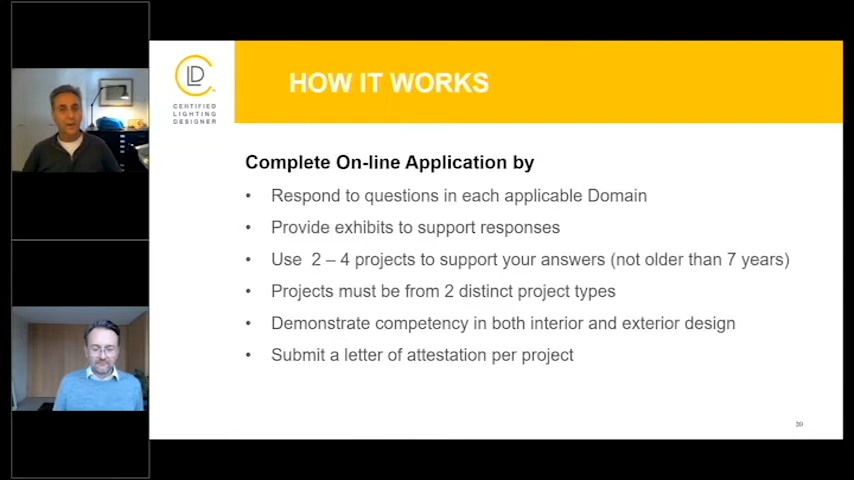 CLD
CERTIFIED
LIGHTING
DESIGNER
HOW IT WORKS
Complete On-line Application by
• Respond to questions in each applicable Domain
• Provide exhibits to support responses
• Use 2 – 4 projects to support your answers (not older than 7 years)
• Projects must be from 2 distinct project types
• Demonstrate competency in both interior and exterior design
• Submit a letter of attestation per project
20